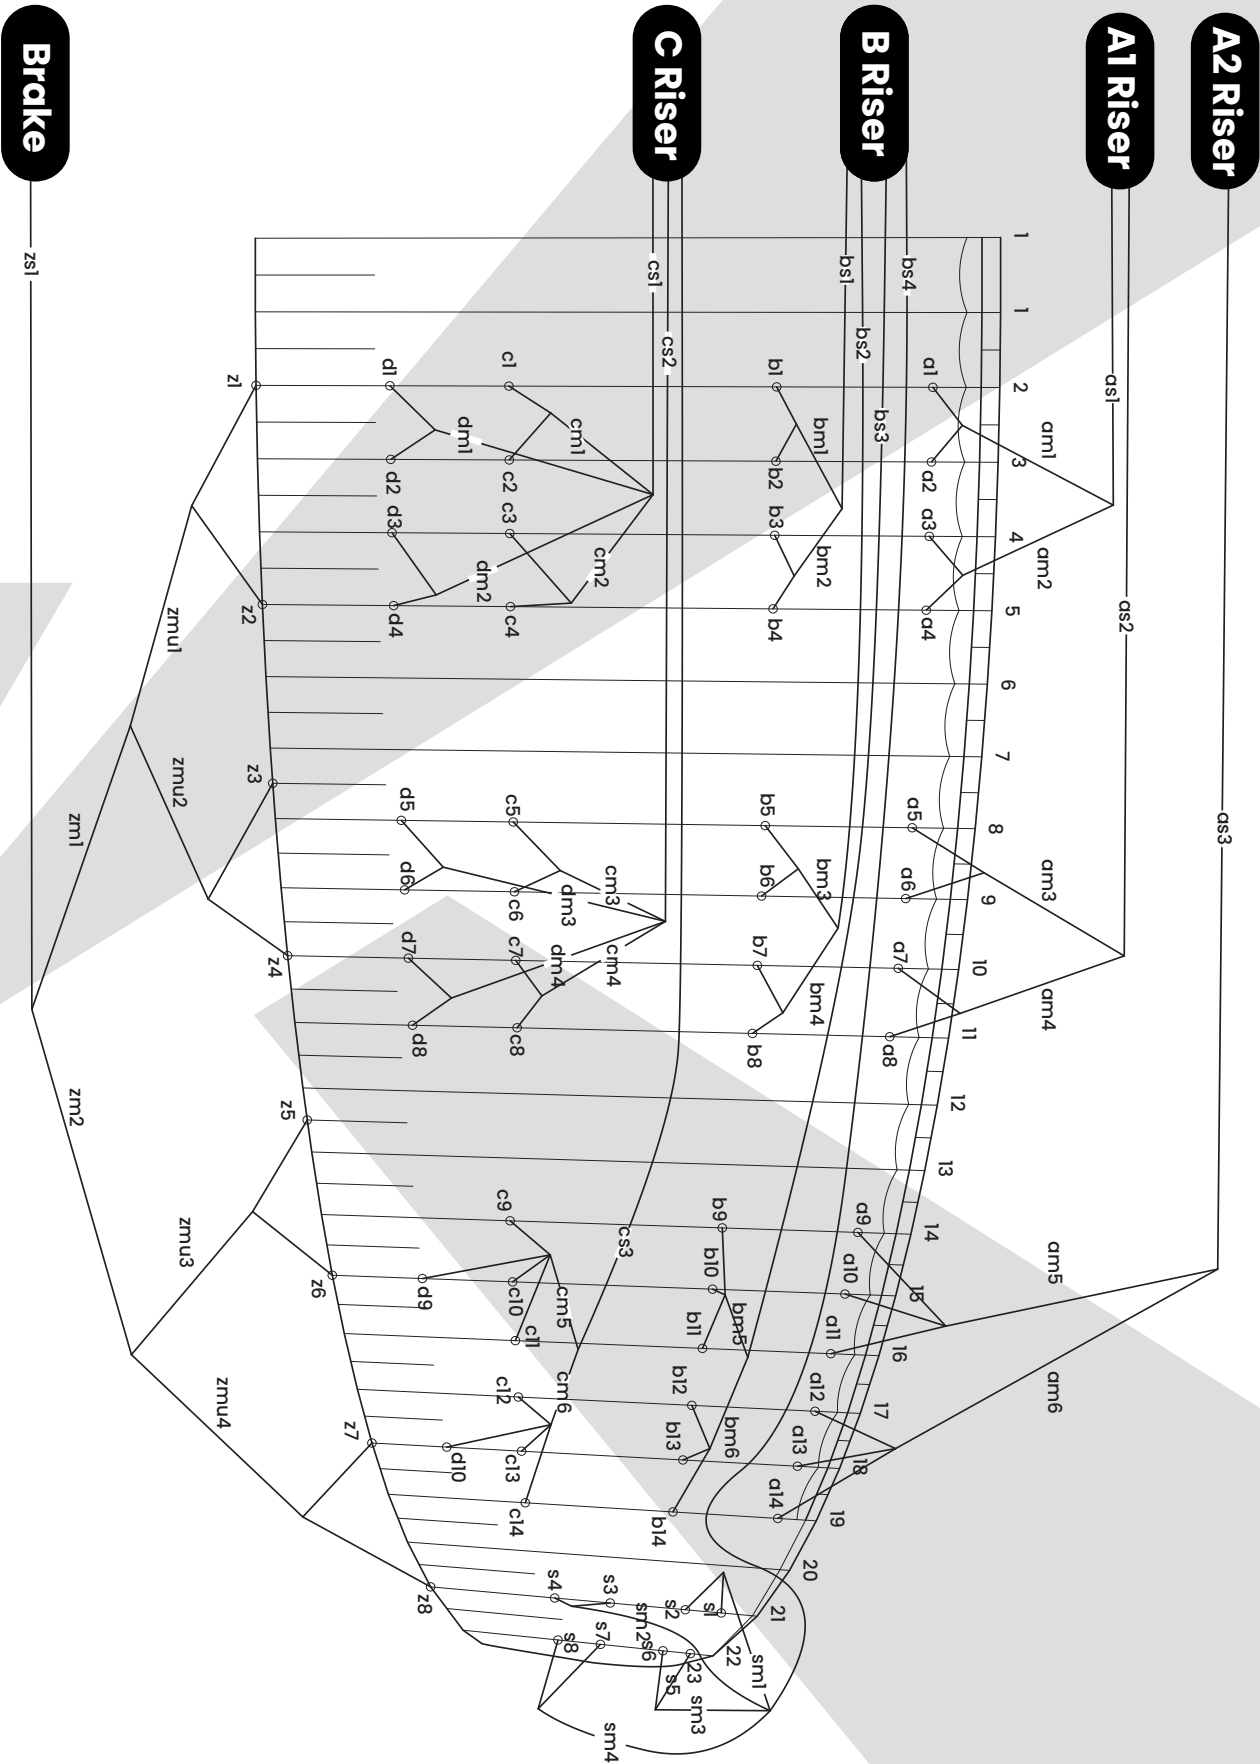 A2 Riser
A1 Riser
B Riser
C Riser
Brake
as3
as1
as2
bs4
bs3
bs2
bs1
cs1
cs2
cs3
zs1
am1
am2
am3
am4
am5
am6
1
1
2
3
4
5
6
7
8
9
10
11
12
13
14
15
16
17
18
19
20
21
22
23
a1
a2
a3
a4
a5
a6
a7
a8
a9
a10
a11
a12
a13
a14
bm1
bm2
bm3
bm4
bm5
bm6
b1
b2
b3
b4
b5
b6
b7
b8
b9
b10
b11
b12
b13
b14
cm1
cm2
cm3
cm4
cm5
cm6
c1
c2
c3
c4
c5
c6
c7
c8
c9
c10
c11
c12
c13
c14
dm1
dm2
dm3
dm4
d1
d2
d3
d4
d5
d6
d7
d8
d9
d10
s1
s2
s3
s4
s5
s6
s7
s8
sm1
sm2
sm3
sm4
z1
z2
z3
z4
z5
z6
z7
z8
zmu1
zmu2
zmu3
zmu4
zm1
zm2